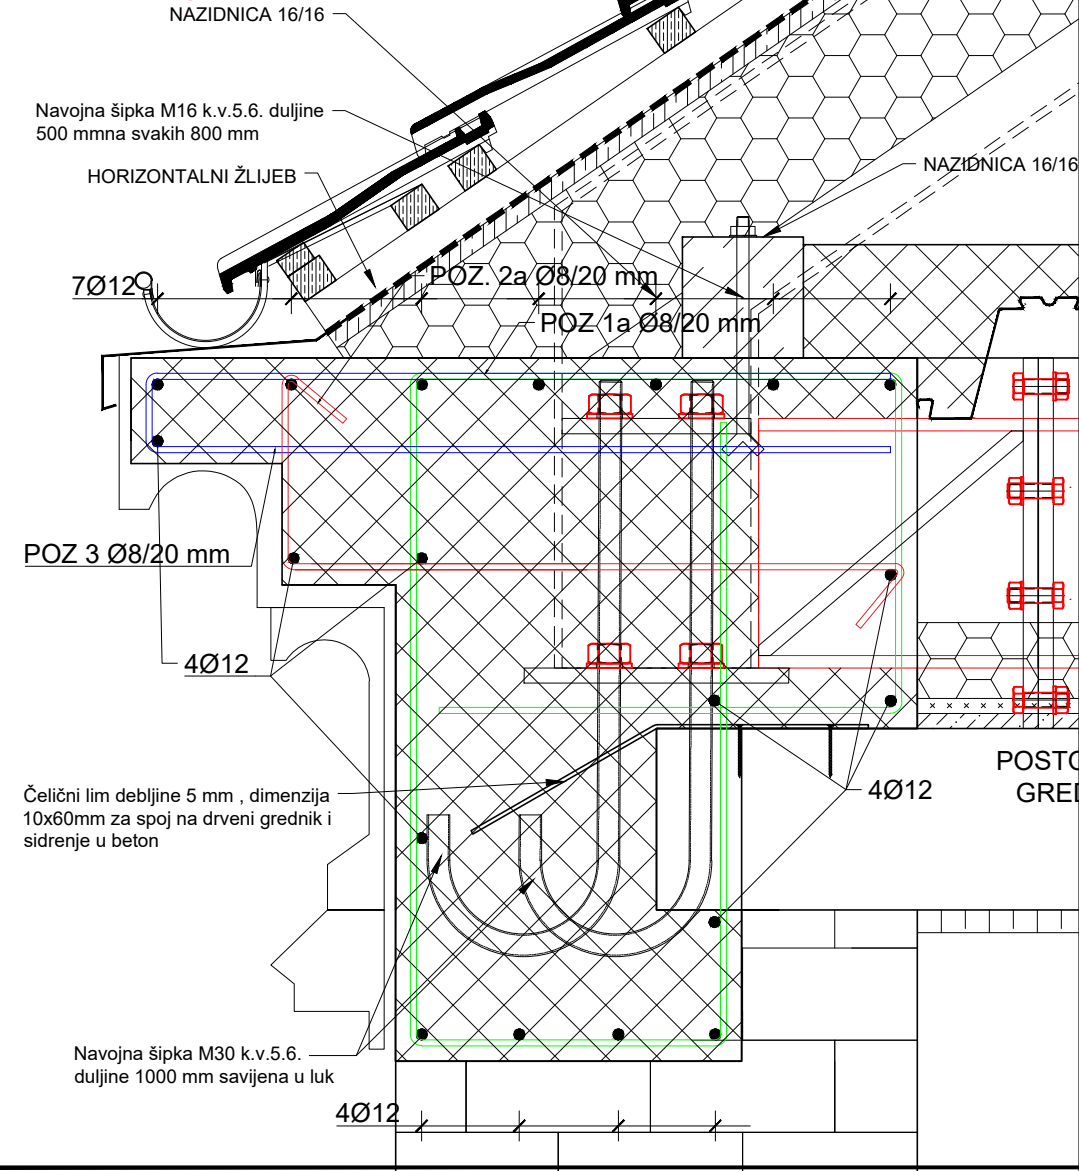 NAZIDNICA 16/16
Navojna šipka M16 k.v.5.6. duljine
500 mmna svakih 800 mm
HORIZONTALNI ŽLIJEB
NAZIDNICA 16/16
7Ø12
POZ. 2a Ø8/20 mm
POZ 1a Ø8/20 mm
POZ 3 Ø8/20 mm
4Ø12
Čelični lim debljine 5 mm , dimenzija
10x60mm za spoj na drveni grednik i
sidrenje u beton
4Ø12
POSTO
GRED
Navojna šipka M30 k.v.5.6.
duljine 1000 mm savijena u luk
4Ø12